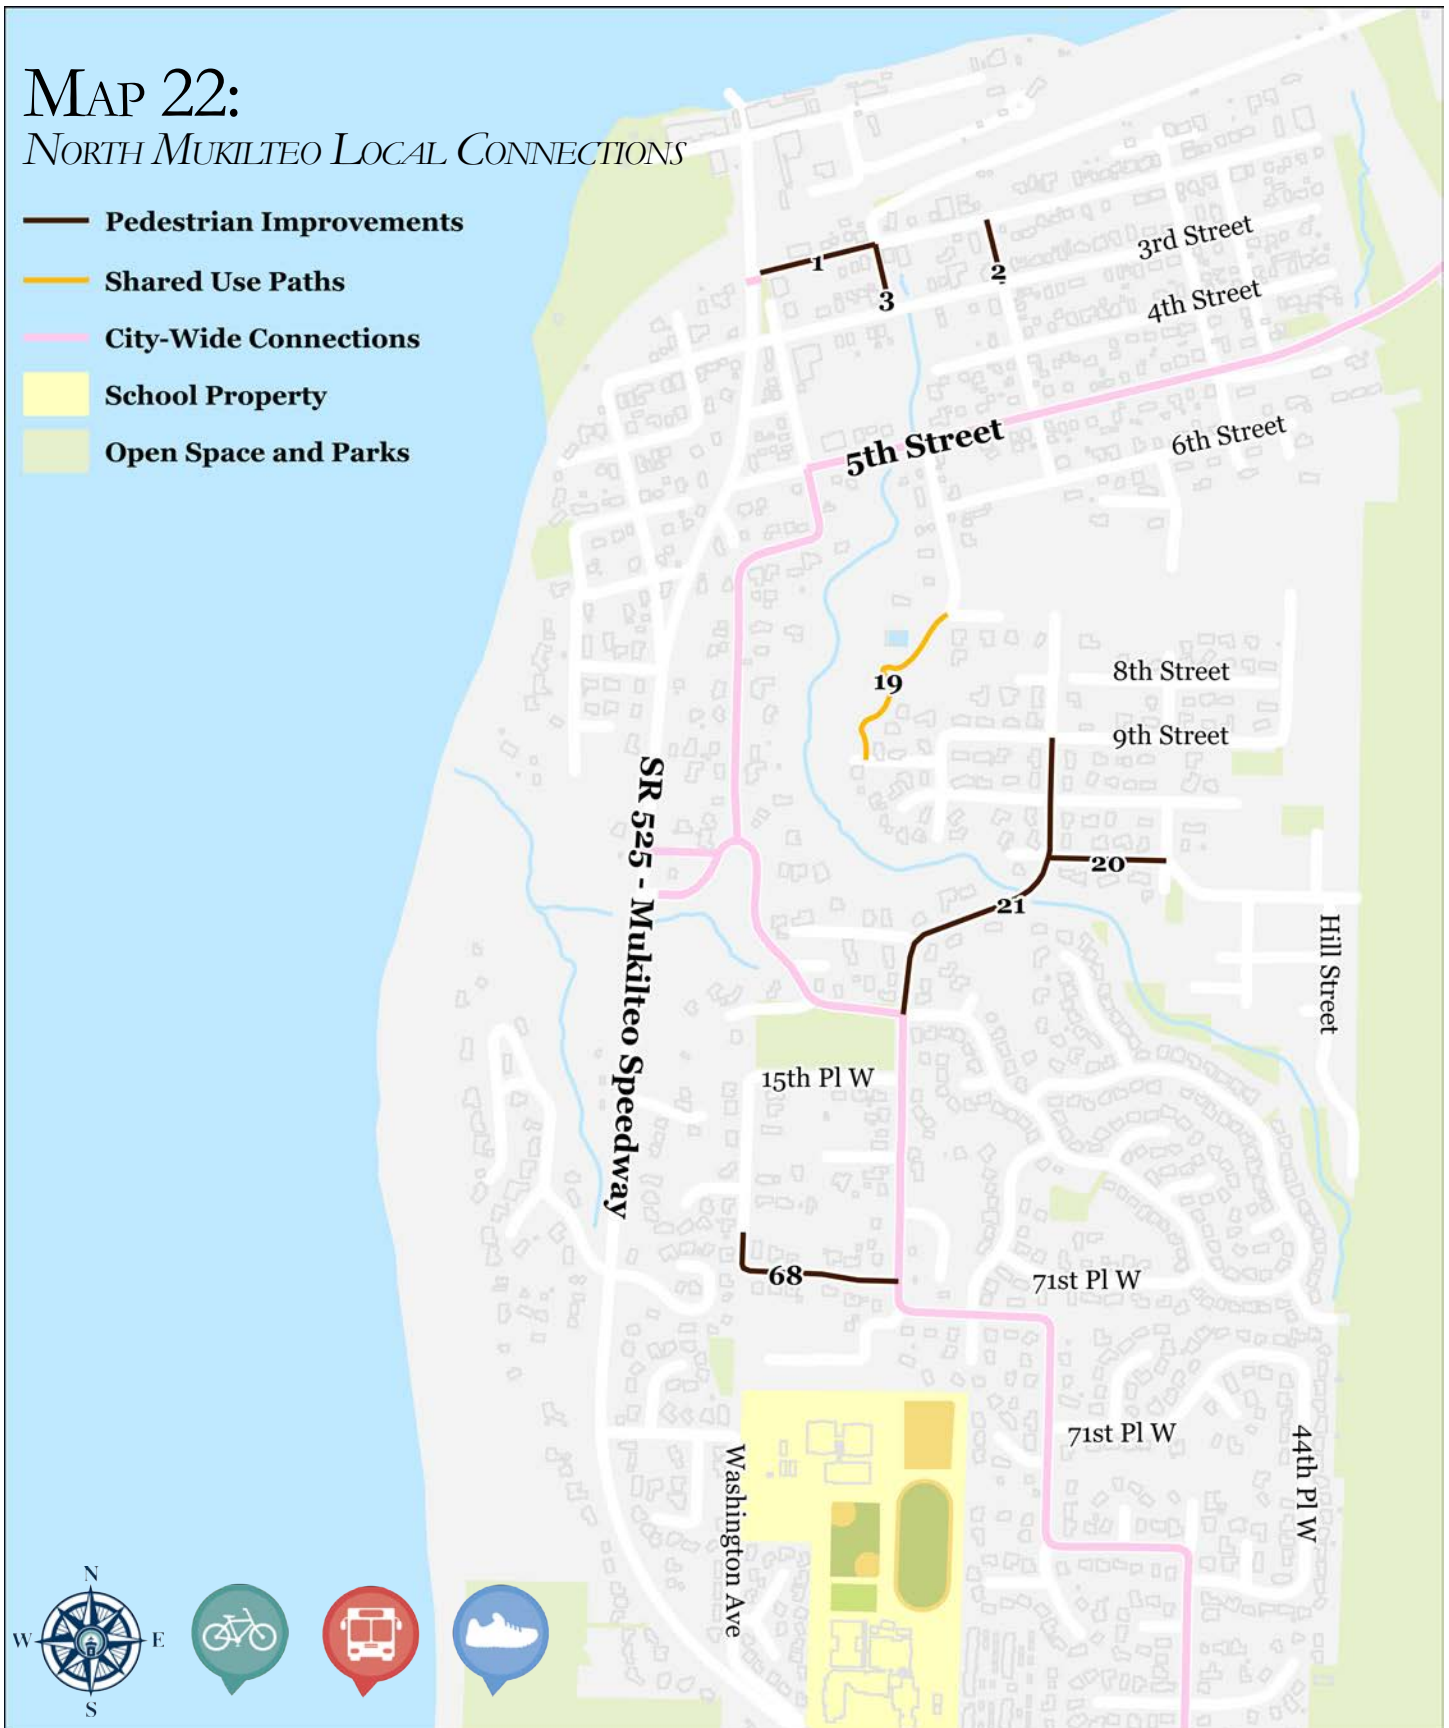 MAP 22:
NORTH MUKILTEO LOCAL CONNECTIONS
Pedestrian Improvements
Shared Use Paths
City-Wide Connections
School Property
Open Space and Parks
1
2
3
3rd Street
4th Street
5th Street
6th Street
19
8th Street
9th Street
20
21
SR 525 - Mukilteo Speedway
Hill Street
15th Pl W
68
71st Pl W
71st Pl W
44th Pl W
Washington Ave
N
W
E
S